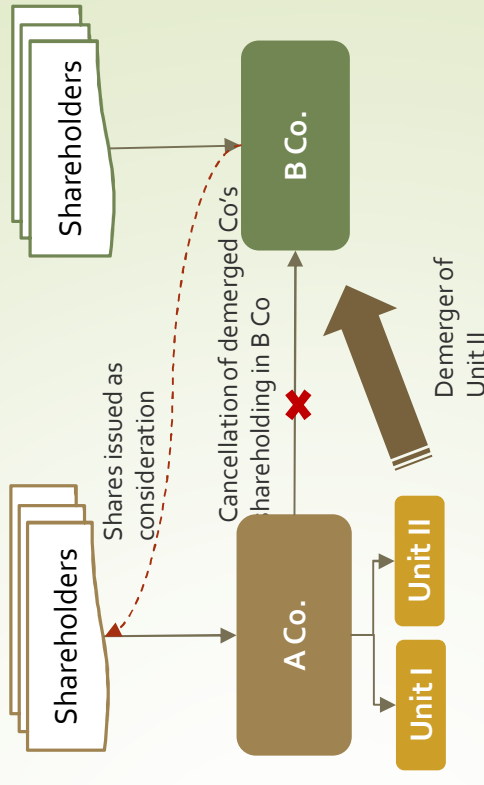 Shareholders
Shareholders
Shares issued as
consideration
A Co.
Cancellation of demerged Co's
shareholding in B Co
B Co.
Unit I
Unit II
Demerger of
Unit II